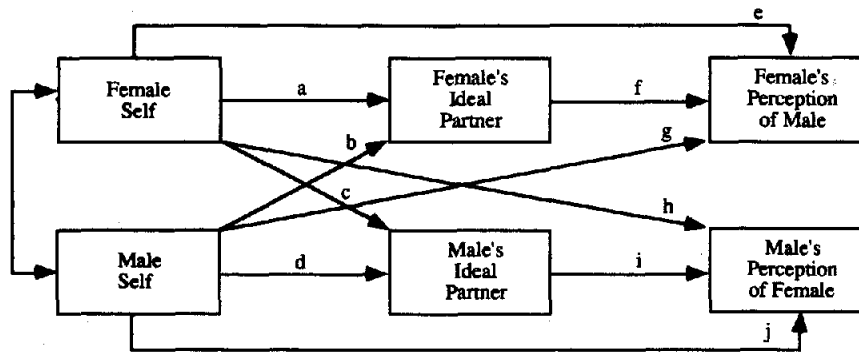 e
Female
Self
a
Female's
Ideal
Partner
f
Female's
Perception
of Male
b
g
c
h
Male
Self
d
Male's
Ideal
Partner
i
Male's
Perception
of Female
j